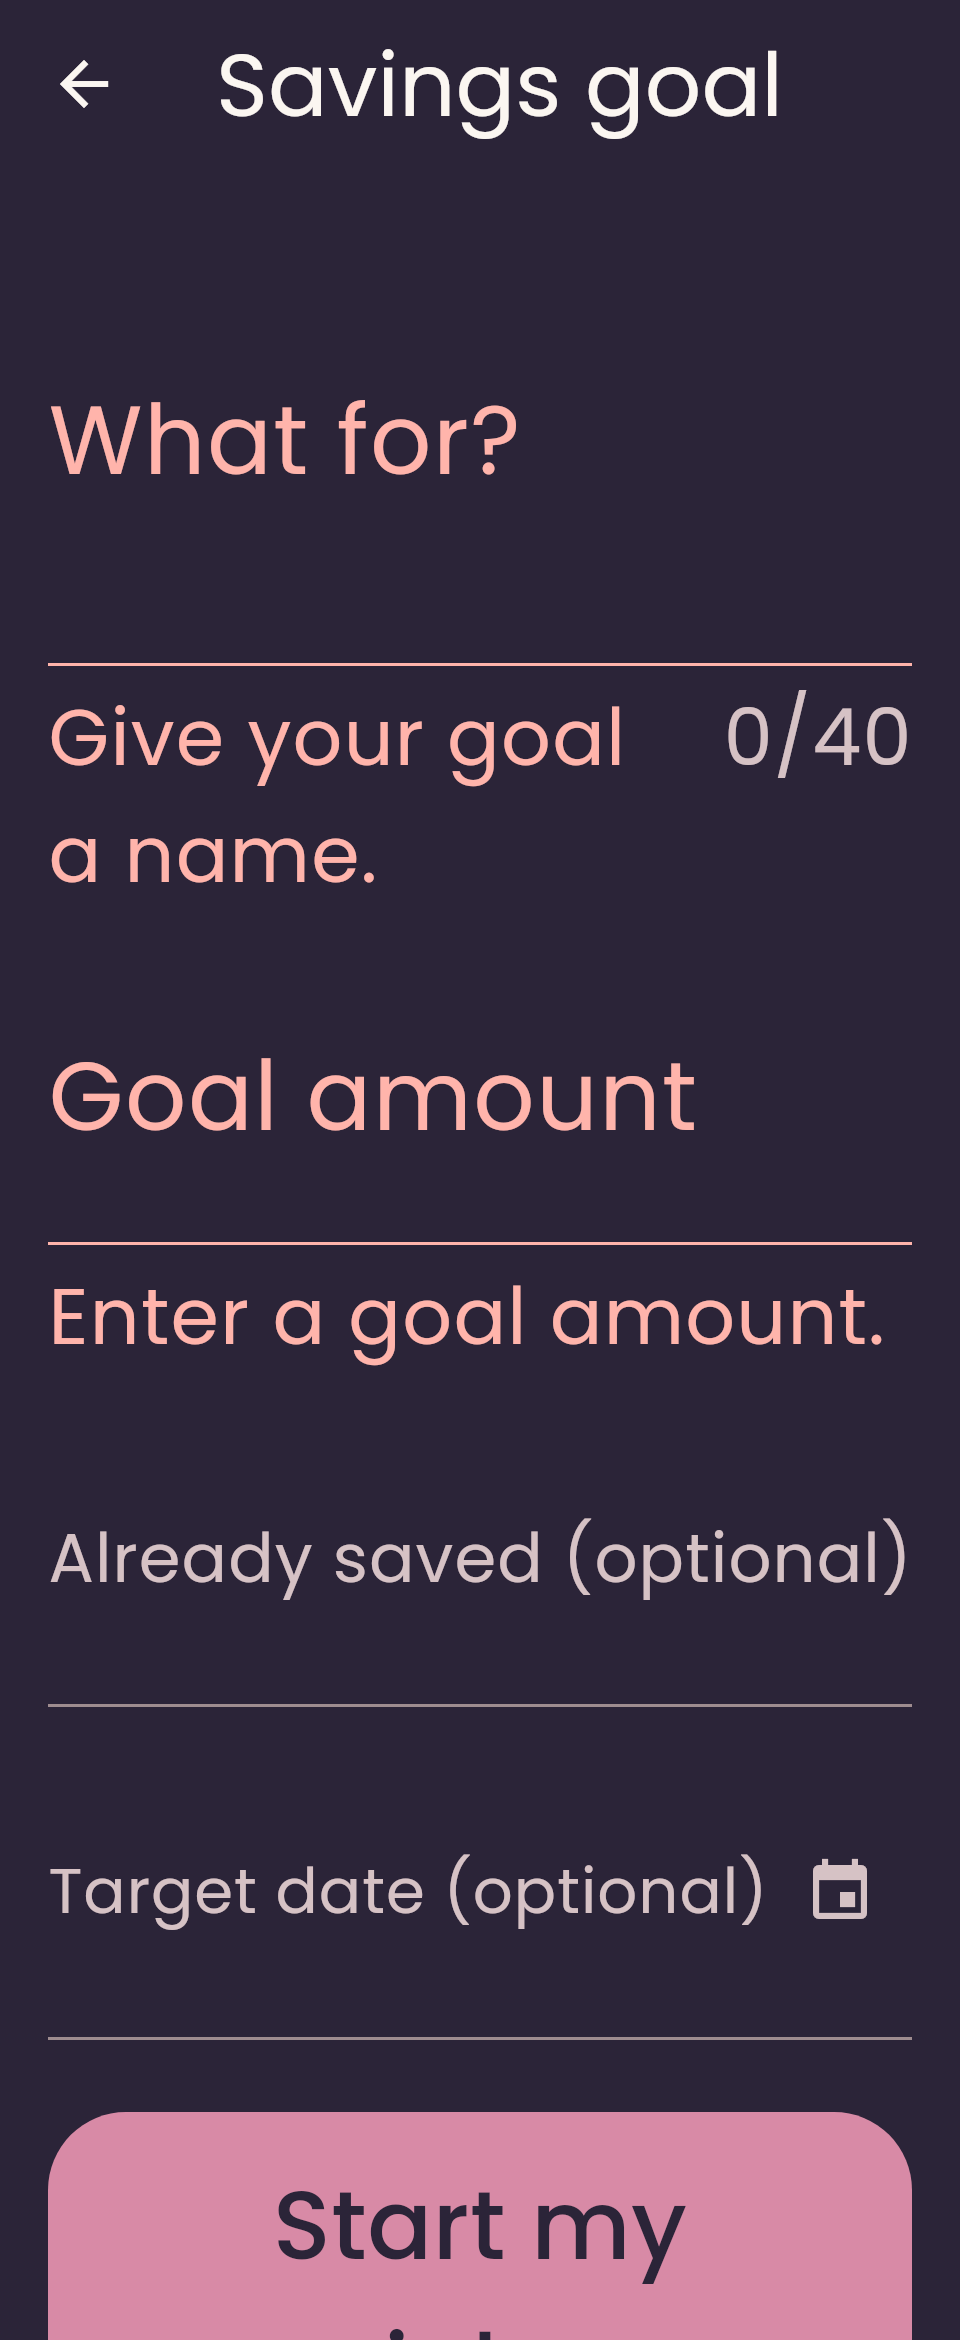 Savings goal
What for?
Give your goal 0/40
a name.
Goal amount
Enter a goal amount.
Already saved (optional)
Target date (optional)
Start my